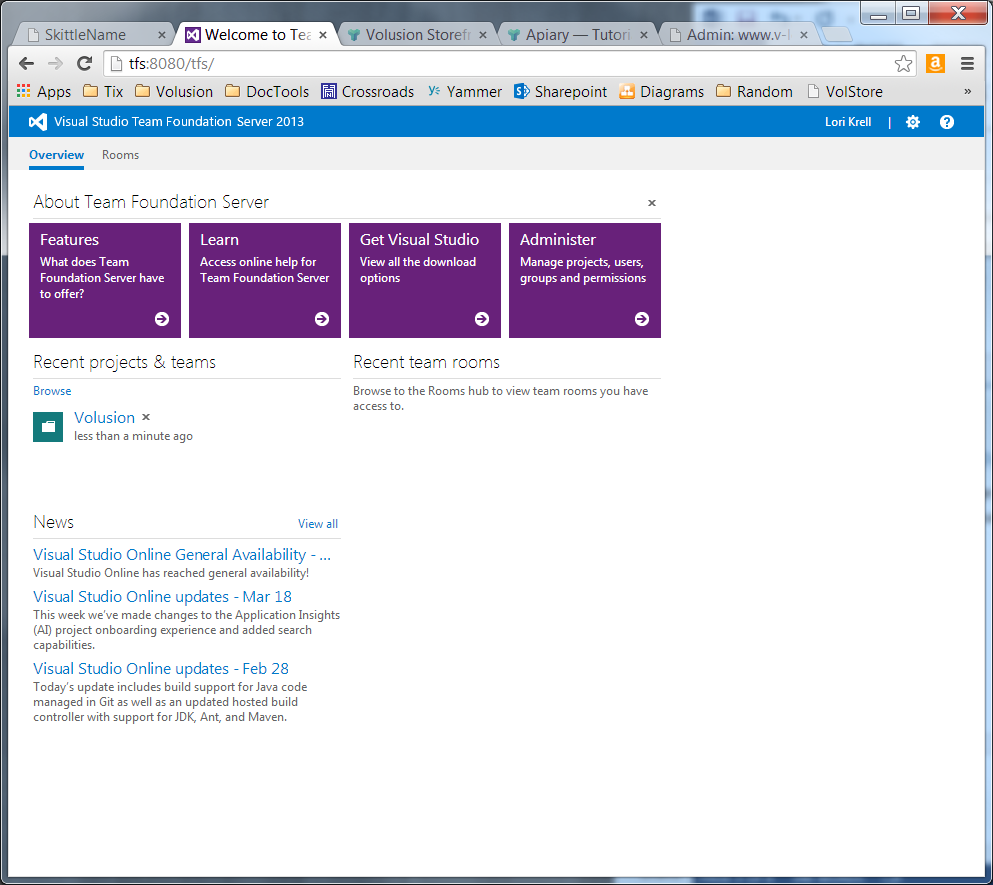 SkittleName
Welcome to Tea
Volusion Storefr
Apiary — Tutori
Admin: www.v-l
tfs:8080/tfs/
Apps Tix Volusion DocTools Crossroads Yammer Sharepoint Diagrams Random VolStore »
Visual Studio Team Foundation Server 2013
Lori Krell |
Overview Rooms
About Team Foundation Server
Features
What does Team
Foundation Server have
to offer?
Learn
Access online help for
Team Foundation Server
Get Visual Studio
View all the download
options
Administer
Manage projects, users,
groups and permissions
Recent projects & teams
Browse
Volusion
less than a minute ago
Recent team rooms
Browse to the Rooms hub to view team rooms you have
access to.
News View all
Visual Studio Online General Availability - ...
Visual Studio Online has reached general availability!
Visual Studio Online updates - Mar 18
This week we've made changes to the Application Insights
(AI) project onboarding experience and added search
capabilities.
Visual Studio Online updates - Feb 28
Today's update includes build support for Java code
managed in Git as well as an updated hosted build
controller with support for JDK, Ant, and Maven.